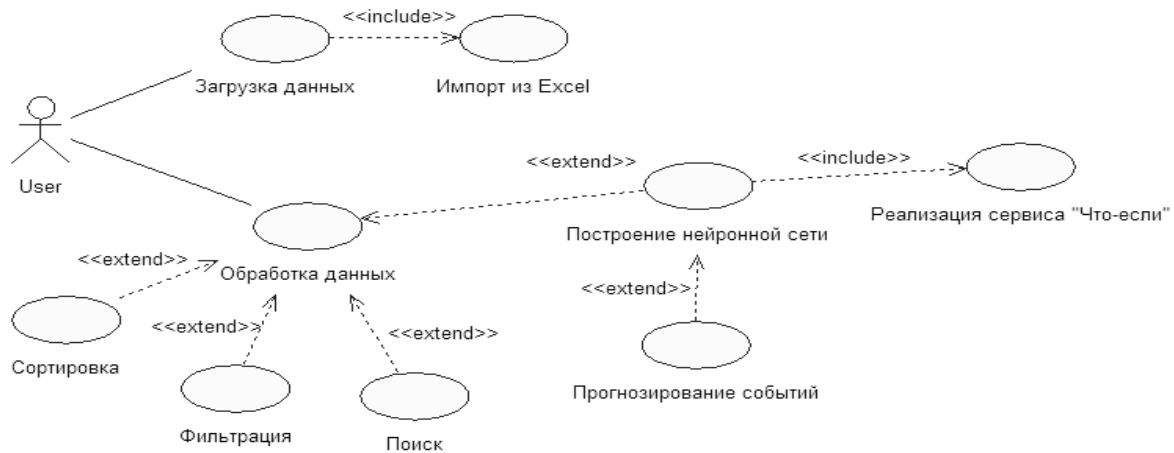 <<include>>
Загрузка данных
Импорт из Excel
User
<<extend>>
<<include>>
Построение нейронной сети
Реализация сервиса "Что-если"
<<extend>>
Обработка данных
<<extend>>
<<extend>>
<<extend>>
Сортировка
Прогнозирование событий
Фильтрация
Поиск